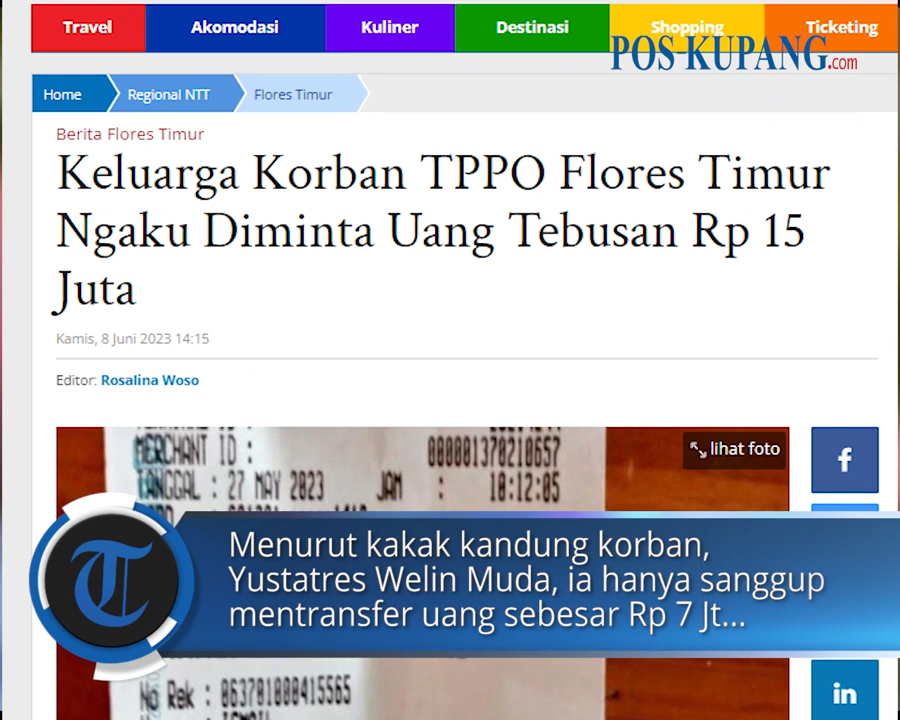 Travel
Akomodasi
Kuliner
Destinasi
Shopping
Ticketing
POS-KUPANG.com
Home
Regional NTT
Flores Timur
Berita Flores Timur
Keluarga Korban TPPO Flores Timur
Ngaku Diminta Uang Tebusan Rp 15
Juta
Kamis, 8 Juni 2023 14:15
Editor: Rosalina Woso
lihat foto
MERCHANT ID : 000001370210657
TANGGAL : 27 MAY 2023 JAM : 10:12:05
Menurut kakak kandung korban,
Yustatres Welin Muda, ia hanya sanggup
mentransfer uang sebesar Rp 7 Jt...
No Rek : 063701000415565
f
in